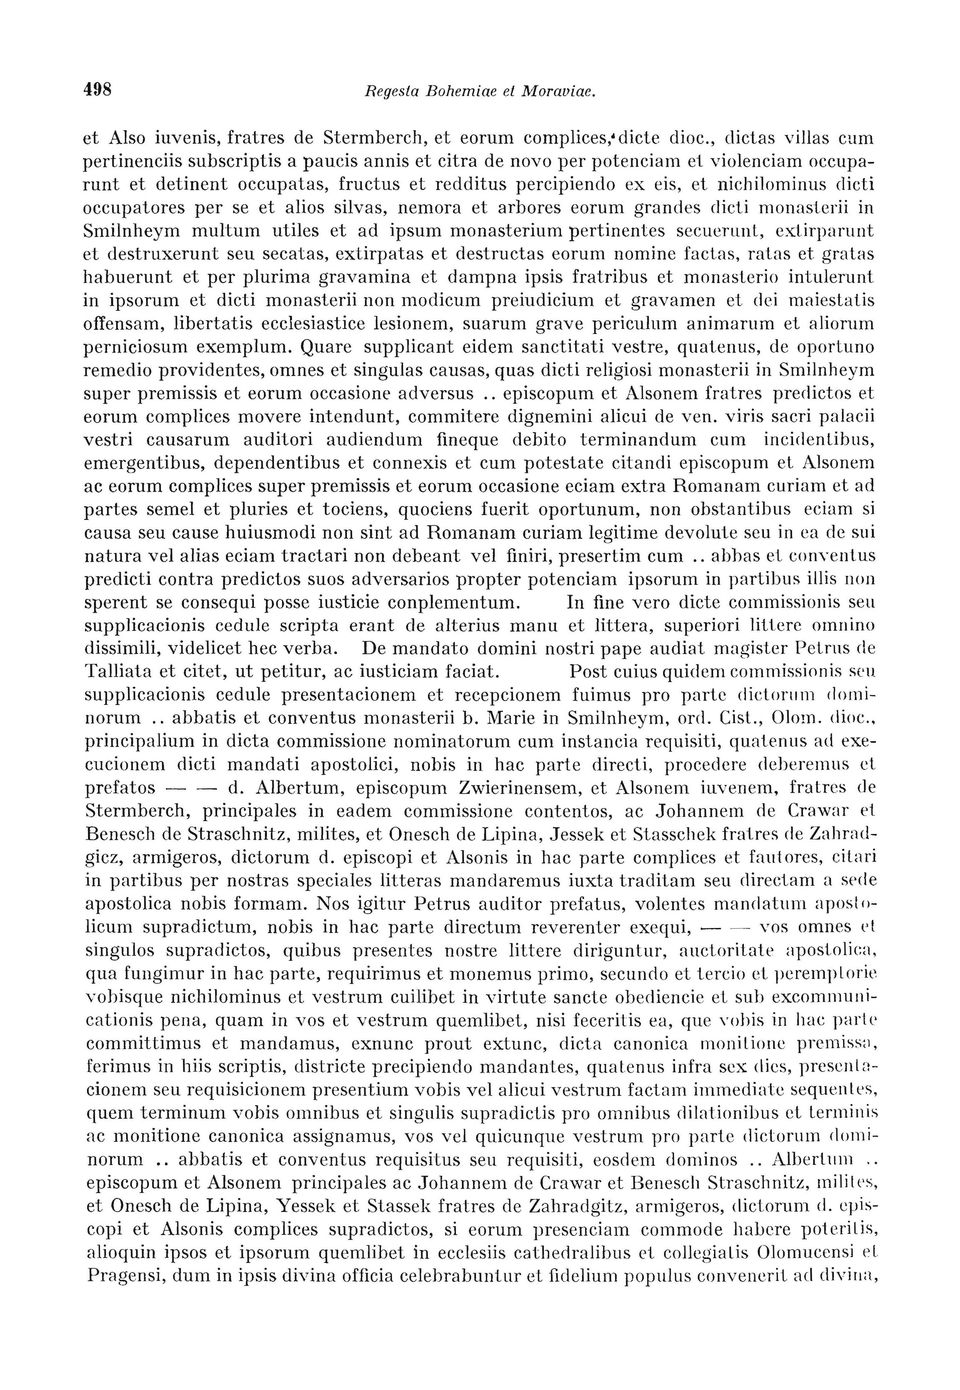 498
Regesta Bohemiae et Moraviae.
et Also iuvenis, fratres de Stermberch, et eorum complices, dicte dioc., dictas villas cum
pertinenciis subscriptis a paucis annis et citra de novo per potenciam et violenciam occupa-
runt et detinent occupatas, fructus et redditus percipiendo ex eis, et nichilominus dicti
occupatores per se et alios silvas, nemora et arbores eorum grandes dicti monasterii in
Smilnheym multum utiles et ad ipsum monasterium pertinentes secuerunt, extirparunt
et destruxerunt seu secatas, extirpatas et destructas eorum nomine factas, ratas et gratas
habuerunt et per plurima gravamina et dampna ipsis fratribus et monasterio intulerunt
in ipsorum et dicti monasterii non modicum preiudicium et gravamen et dei maiestatis
offensam, libertatis ecclesiastice lesionem, suarum grave periculum animarum et aliorum
perniciosum exemplum. Quare supplicant eidem sanctitati vestre, quatenus, de oportuno
remedio providentes, omnes et singulas causas, quas dicti religiosi monasterii in Smilnheym
super premissis et eorum occasione adversus .. episcopum et Alsonem fratres predictos et
eorum complices movere intendunt, commitere dignemini alicui de ven. viris sacri palacii
vestri causarum auditori audiendum fineque debito terminandum cum incidentibus,
emergentibus, dependentibus et connexis et cum potestate citandi episcopum et Alsonem
ac eorum complices super premissis et eorum occasione eciam extra Romanam curiam et ad
partes semel et pluries et tociens, quociens fuerit oportunum, non obstantibus eciam si
causa seu cause huiusmodi non sint ad Romanam curiam legitime devolute seu in ea de sui
natura vel alias eciam tractari non debeant vel finiri, presertim cum .. abbas et conventus
predicti contra predictos suos adversarios propter potenciam ipsorum in partibus illis non
sperent se consequi posse iusticie conplementum. In fine vero dicte commissionis seu
supplicacionis cedule scripta erant de alterius manu et littera, superiori littere omnino
dissimili, videlicet hec verba. De mandato domini nostri pape audiat magister Petrus de
Talliata et citet, ut petitur, ac iusticiam faciat. Post cuius quidem commissionis seu
supplicacionis cedule presentacionem et recepcionem fuimus pro parte dictorum domi-
norum .. abbatis et conventus monasterii b. Marie in Smilnheym, ord. Cist., Olom. dioc.,
principalium in dicta commissione nominatorum cum instancia requisiti, quatenus ad exe-
cucionem dicti mandati apostolici, nobis in hac parte directi, procedere deberemus et
prefatos — — d. Albertum, episcopum Zwierinensem, et Alsonem iuvenem, fratres de
Stermberch, principales in eadem commissione contentos, ac Johannem de Crawar et
Benesch de Straschnitz, milites, et Onesch de Lipina, Jessek et Stasschek fratres de Zahrad-
gicz, armigeros, dictorum d. episcopi et Alsonis in hac parte complices et fautores, citari
in partibus per nostras speciales litteras mandaremus iuxta traditam seu directam a sede
apostolica nobis formam. Nos igitur Petrus auditor prefatus, volentes mandatum aposto-
licum supradictum, nobis in hac parte directum reverenter exequi, — — vos omnes et
singulos supradictos, quibus presentes nostre littere diriguntur, auctoritate apostolica,
qua fungimur in hac parte, requirimus et monemus primo, secundo et tercio et peremptorie
vobisque nichilominus et vestrum cuilibet in virtute sancte obediencie et sub excommuni-
cationis pena, quam in vos et vestrum quemlibet, nisi feceritis ea, que vobis in hac parte
committimus et mandamus, exnunc prout extunc, dicta canonica monitione premissa,
ferimus in hiis scriptis, districte precipiendo mandantes, quatenus infra sex dies, presenta-
cionem seu requisicionem presentium vobis vel alicui vestrum factam immediate sequentes,
quem terminum vobis omnibus et singulis supradictis pro omnibus dilationibus et terminis
ac monitione canonica assignamus, vos vel quicunque vestrum pro parte dictorum domi-
norum .. abbatis et conventus requisitus seu requisiti, eosdem dominos .. Albertum ..
episcopum et Alsonem principales ac Johannem de Crawar et Benesch Straschnitz, milites,
et Onesch de Lipina, Yessek et Stassek fratres de Zahradgitz, armigeros, dictorum d. epis-
copi et Alsonis complices supradictos, si eorum presenciam commode habere poteritis,
alioquin ipsos et ipsorum quemlibet in ecclesiis cathedralibus et collegiatis Olomucensi et
Pragensi, dum in ipsis divina officia celebrabuntur et fidelium populus convenerit ad divina,